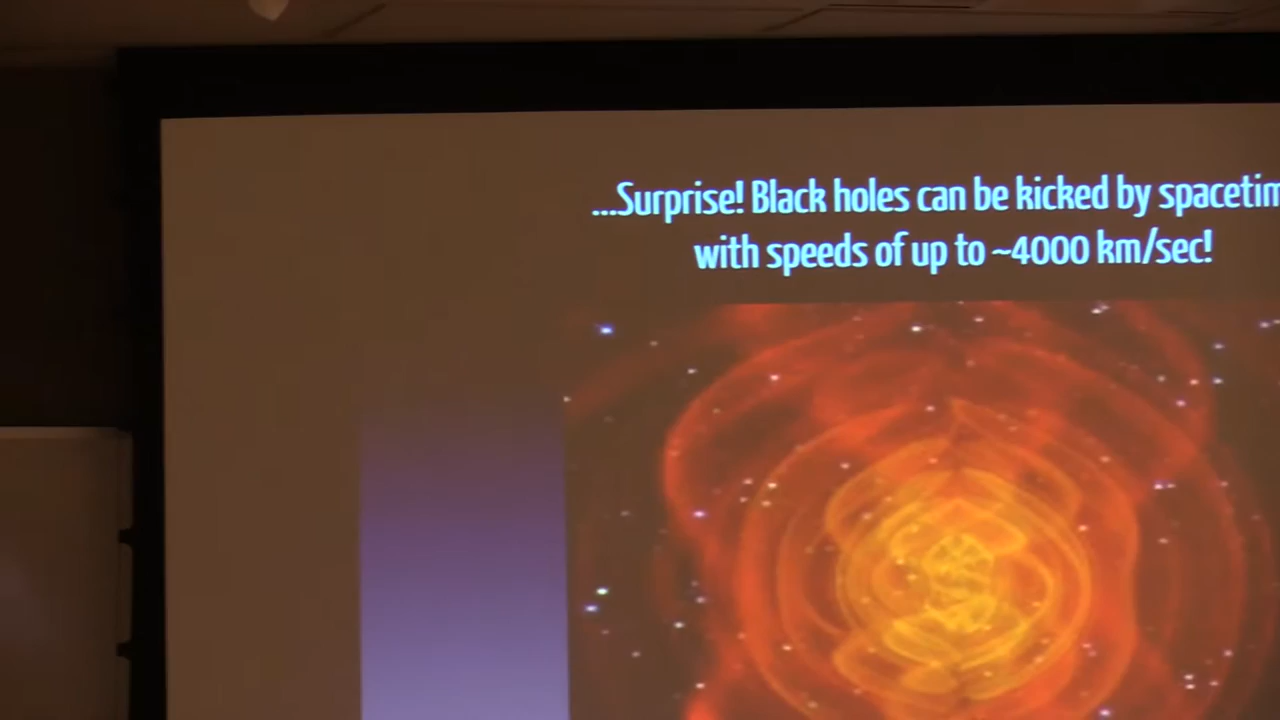 ...Surprise! Black holes can be kicked by
with speeds of up to ~4000 km/sec!